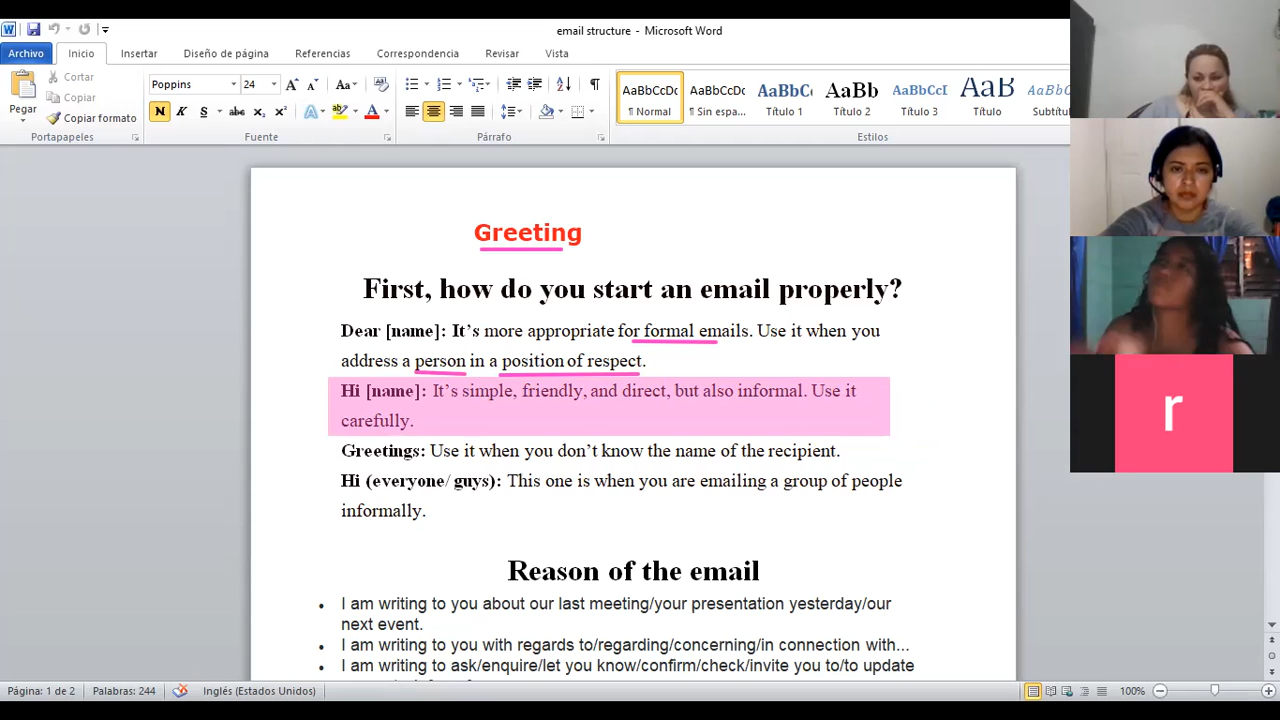 email structure - Microsoft Word
Archivo Inicio Insertar Diseño de página Referencias Correspondencia Revisar Vista
Pegar
Cortar
Copiar
Copiar formato
Poppins 24
AaBbCcDc AaBbCcDc AaBbC AaBb AaBbCcI AaB
¶ Normal ¶ Sin espa... Título 1 Título 2 Título 3 Título Subtítu
Portapapeles Fuente Párrafo Estilos
Greeting
First, how do you start an email properly?
Dear [name]: It’s more appropriate for formal emails. Use it when you
address a person in a position of respect.
Hi [name]: It’s simple, friendly, and direct, but also informal. Use it
carefully.
Greetings: Use it when you don’t know the name of the recipient.
Hi (everyone/ guys): This one is when you are emailing a group of people
informally.
Reason of the email
• I am writing to you about our last meeting/your presentation yesterday/our
next event.
• I am writing to you with regards to/regarding/concerning/in connection with...
• I am writing to ask/enquire/let you know/confirm/check/invite you to/to update
r
Página: 1 de 2 Palabras: 244 Inglés (Estados Unidos) 100%